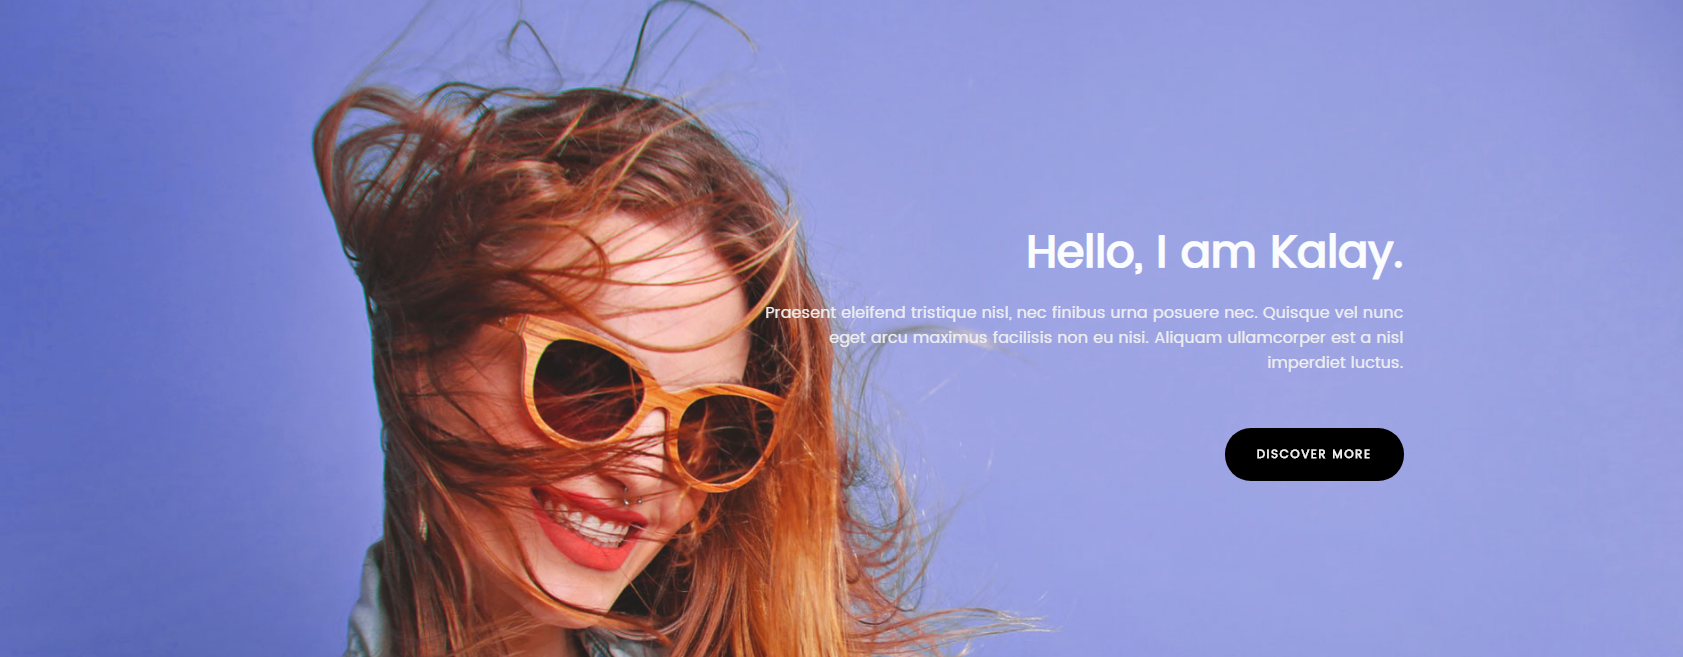 Hello, I am Kalay.
Praesent eleifend tristique nisl, nec finibus urna posuere nec. Quisque vel nunc
eget arcu maximus facilisis non eu nisi. Aliquam ullamcorper est a nisl
imperdiet luctus.
DISCOVER MORE